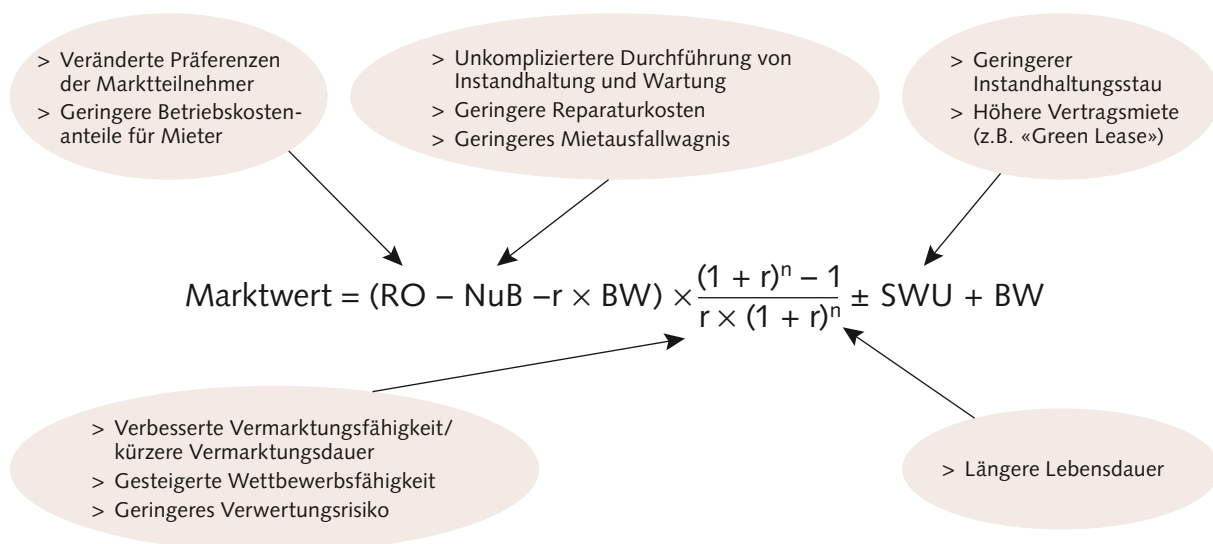 > Veränderte Präferenzen
der Marktteilnehmer
> Geringere Betriebskosten-
anteile für Mieter
> Unkompliziertere Durchführung von
Instandhaltung und Wartung
> Geringere Reparaturkosten
> Geringeres Mietausfallwagnis
> Geringerer
Instandhaltungsstau
> Höhere Vertragsmiete
(z.B. «Green Lease»)
Marktwert = (RO – NuB –r × BW) × (1 + r)ⁿ – 1 / r × (1 + r)ⁿ ± SWU + BW
> Verbesserte Vermarktungsfähigkeit/
kürzere Vermarktungsdauer
> Gesteigerte Wettbewerbsfähigkeit
> Geringeres Verwertungsrisiko
> Längere Lebensdauer